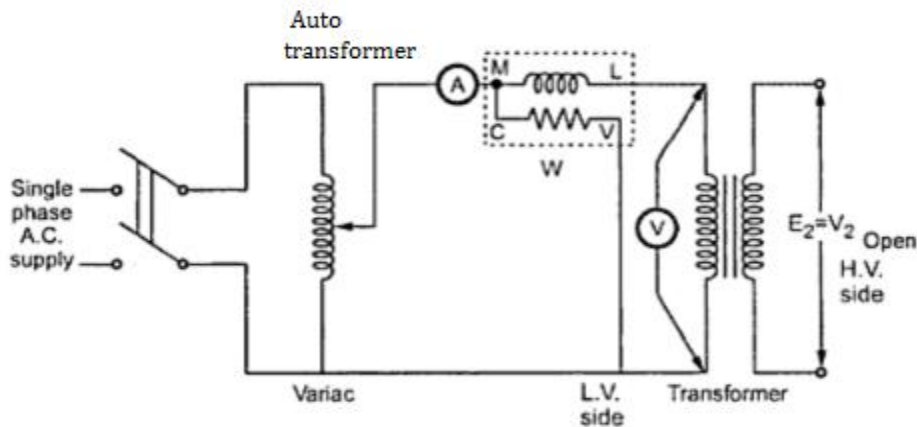 Auto
transformer
A
M
L
C
V
W
Single
phase
A.C.
supply
V
E₂=V₂
Open
H.V.
side
Variac
L.V.
side
Transformer